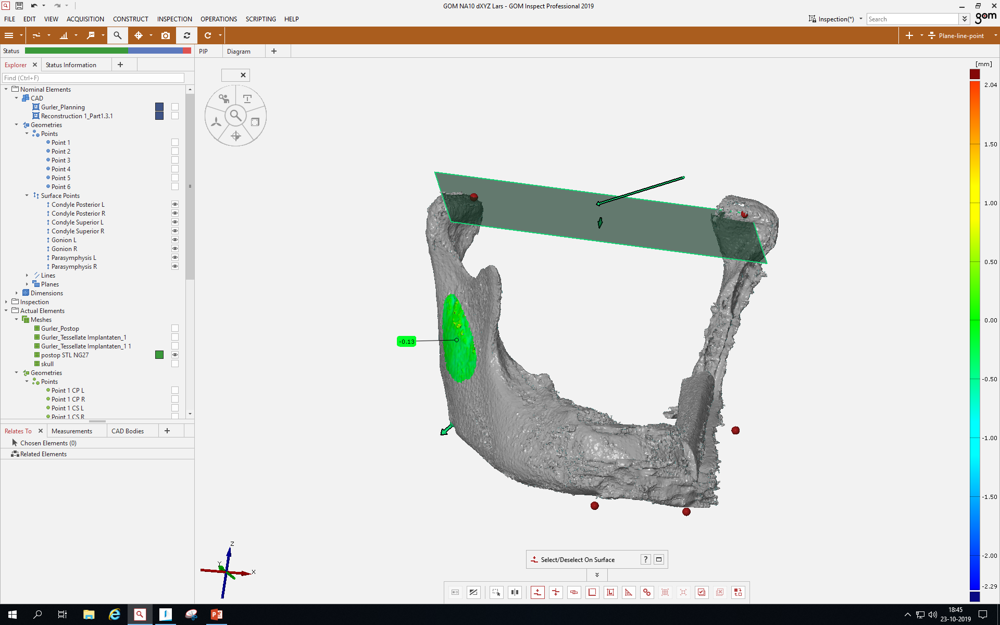 GOM NA10 dXYZ Lars - GOM Inspect Professional 2019
FILE EDIT VIEW ACQUISITION CONSTRUCT INSPECTION OPERATIONS SCRIPTING HELP
Inspection(*) Search gom
Plane-line-point
Status
PIP Diagram
Explorer Status Information
Find (Ctrl+F)
Nominal Elements
CAD
Gurler_Planning
Reconstruction 1_Part1.3.1
Geometries
Points
Point 1
Point 2
Point 3
Point 4
Point 5
Point 6
Surface Points
Condyle Posterior L
Condyle Posterior R
Condyle Superior L
Condyle Superior R
Gonion L
Gonion R
Parasymphysis L
Parasymphysis R
Lines
Planes
Dimensions
Inspection
Actual Elements
Meshes
Gurler_Postop
Gurler_Tessellate Implantaten_1
Gurler_Tessellate Implantaten_1 1
postop STL NG27
skull
Geometries
Points
Point 1 CP L
Point 1 CP R
Point 1 CS L
Point 1 CS R
Relates To Measurements CAD Bodies
Chosen Elements (0)
Related Elements
-0.13
Z
Y
X
[mm]
2.04
1.50
1.00
0.50
0.00
-0.50
-1.00
-1.50
-2.00
-2.29
Select/Deselect On Surface ?
18:45
23-10-2019